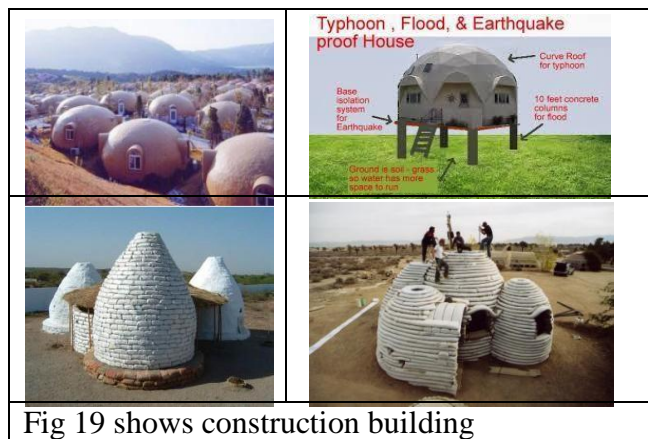 Typhoon , Flood, & Earthquake
proof House
Curve Roof
for typhoon
Base
isolation
system
for
Earthquake
10 feet concrete
columns
for flood
Ground is soil - grass
so water has more
space to run
Fig 19 shows construction building